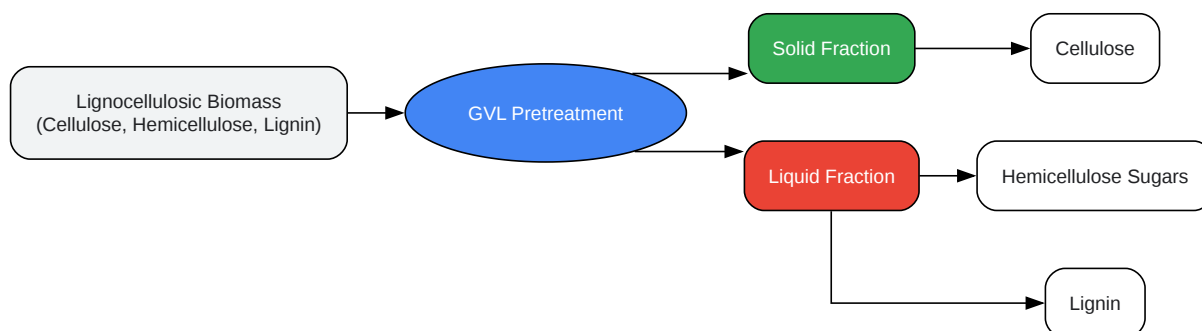 Lignocellulosic Biomass
(Cellulose, Hemicellulose, Lignin)
GVL Pretreatment
Solid Fraction
Cellulose
Liquid Fraction
Hemicellulose Sugars
Lignin